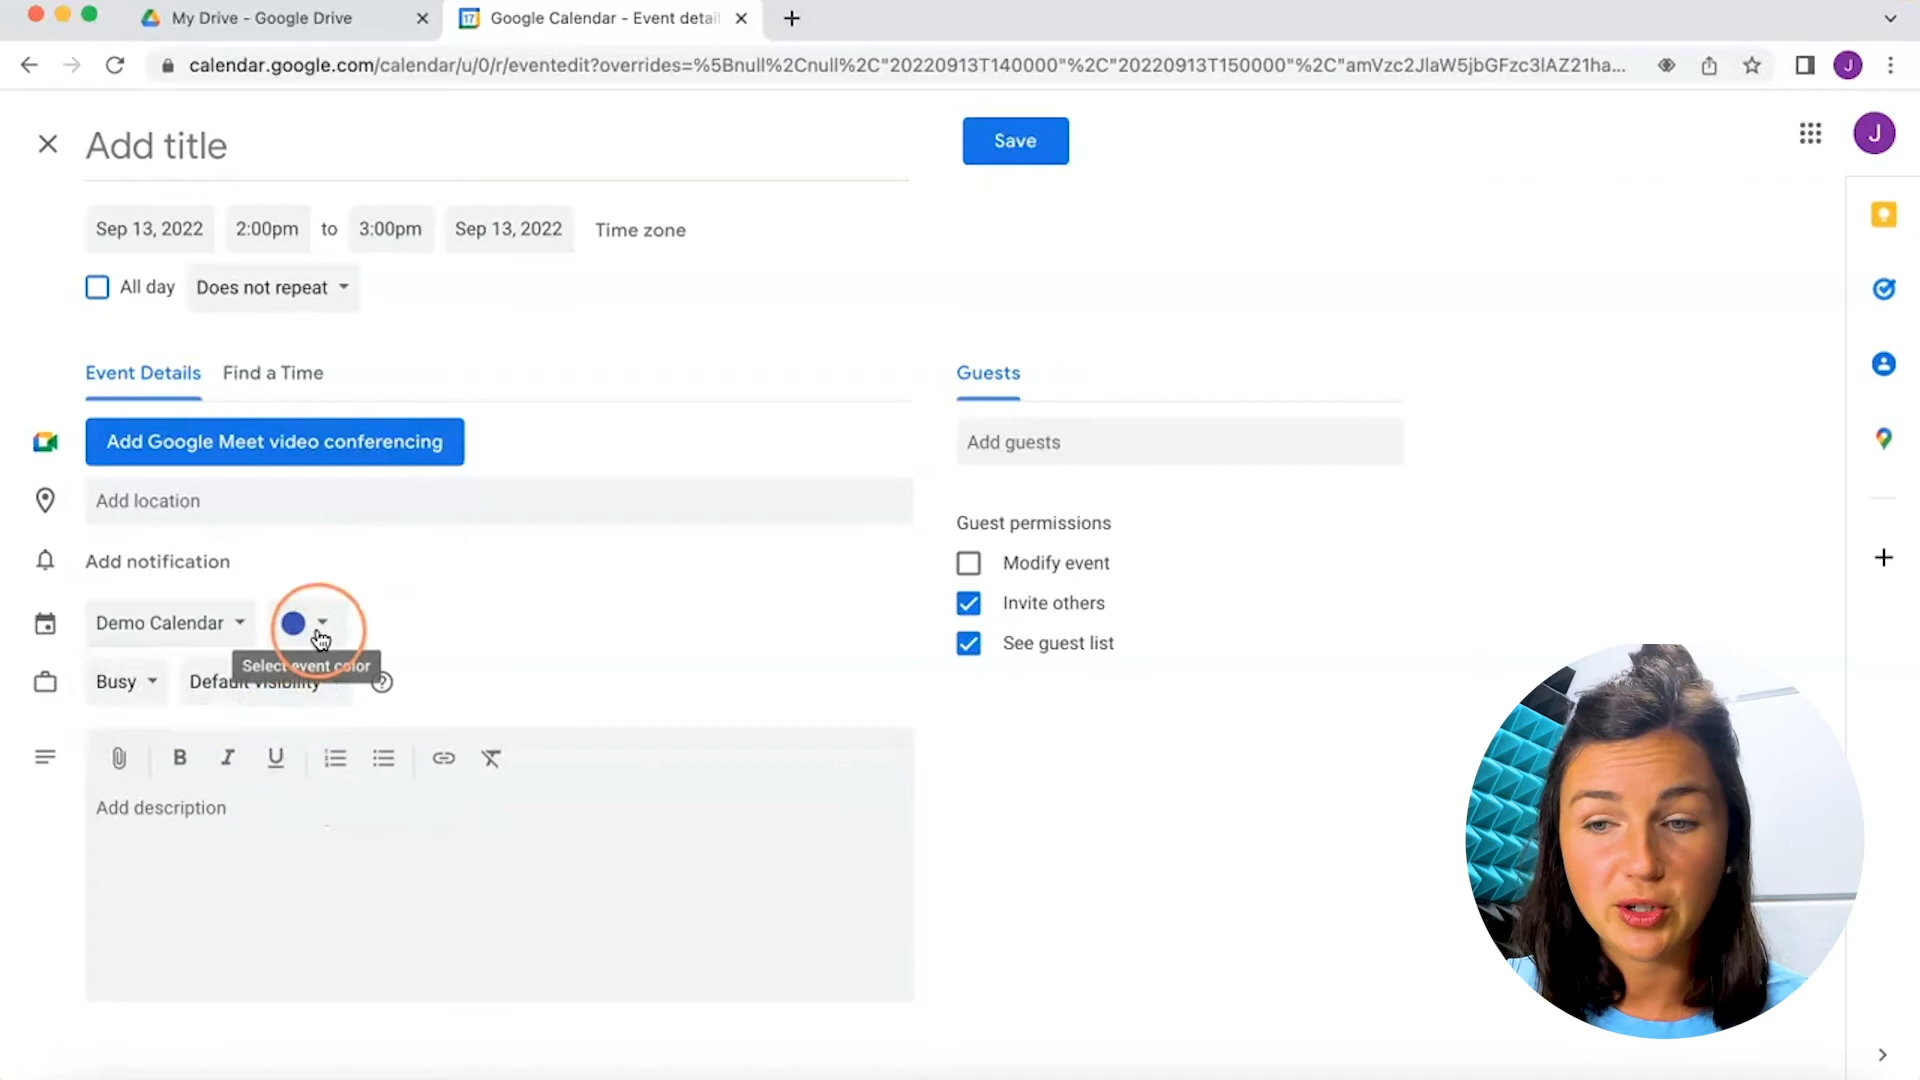 My Drive - Google Drive
17
Google Calendar - Event detai
calendar.google.com/calendar/u/0/r/eventedit?overrides=%5Bnull%2Cnull%2C"20220913T140000"%2C"20220913T150000"%2C"amVzc2JlaW5jbGFzc3lAZ21ha...
J
Add title
Save
J
Sep 13, 2022 2:00pm to 3:00pm Sep 13, 2022 Time zone
All day Does not repeat
Event Details Find a Time
Guests
Add Google Meet video conferencing
Add guests
Add location
Guest permissions
Add notification
Modify event
Invite others
Demo Calendar
See guest list
Select event color
Busy Default visibility ?
B I U
Add description